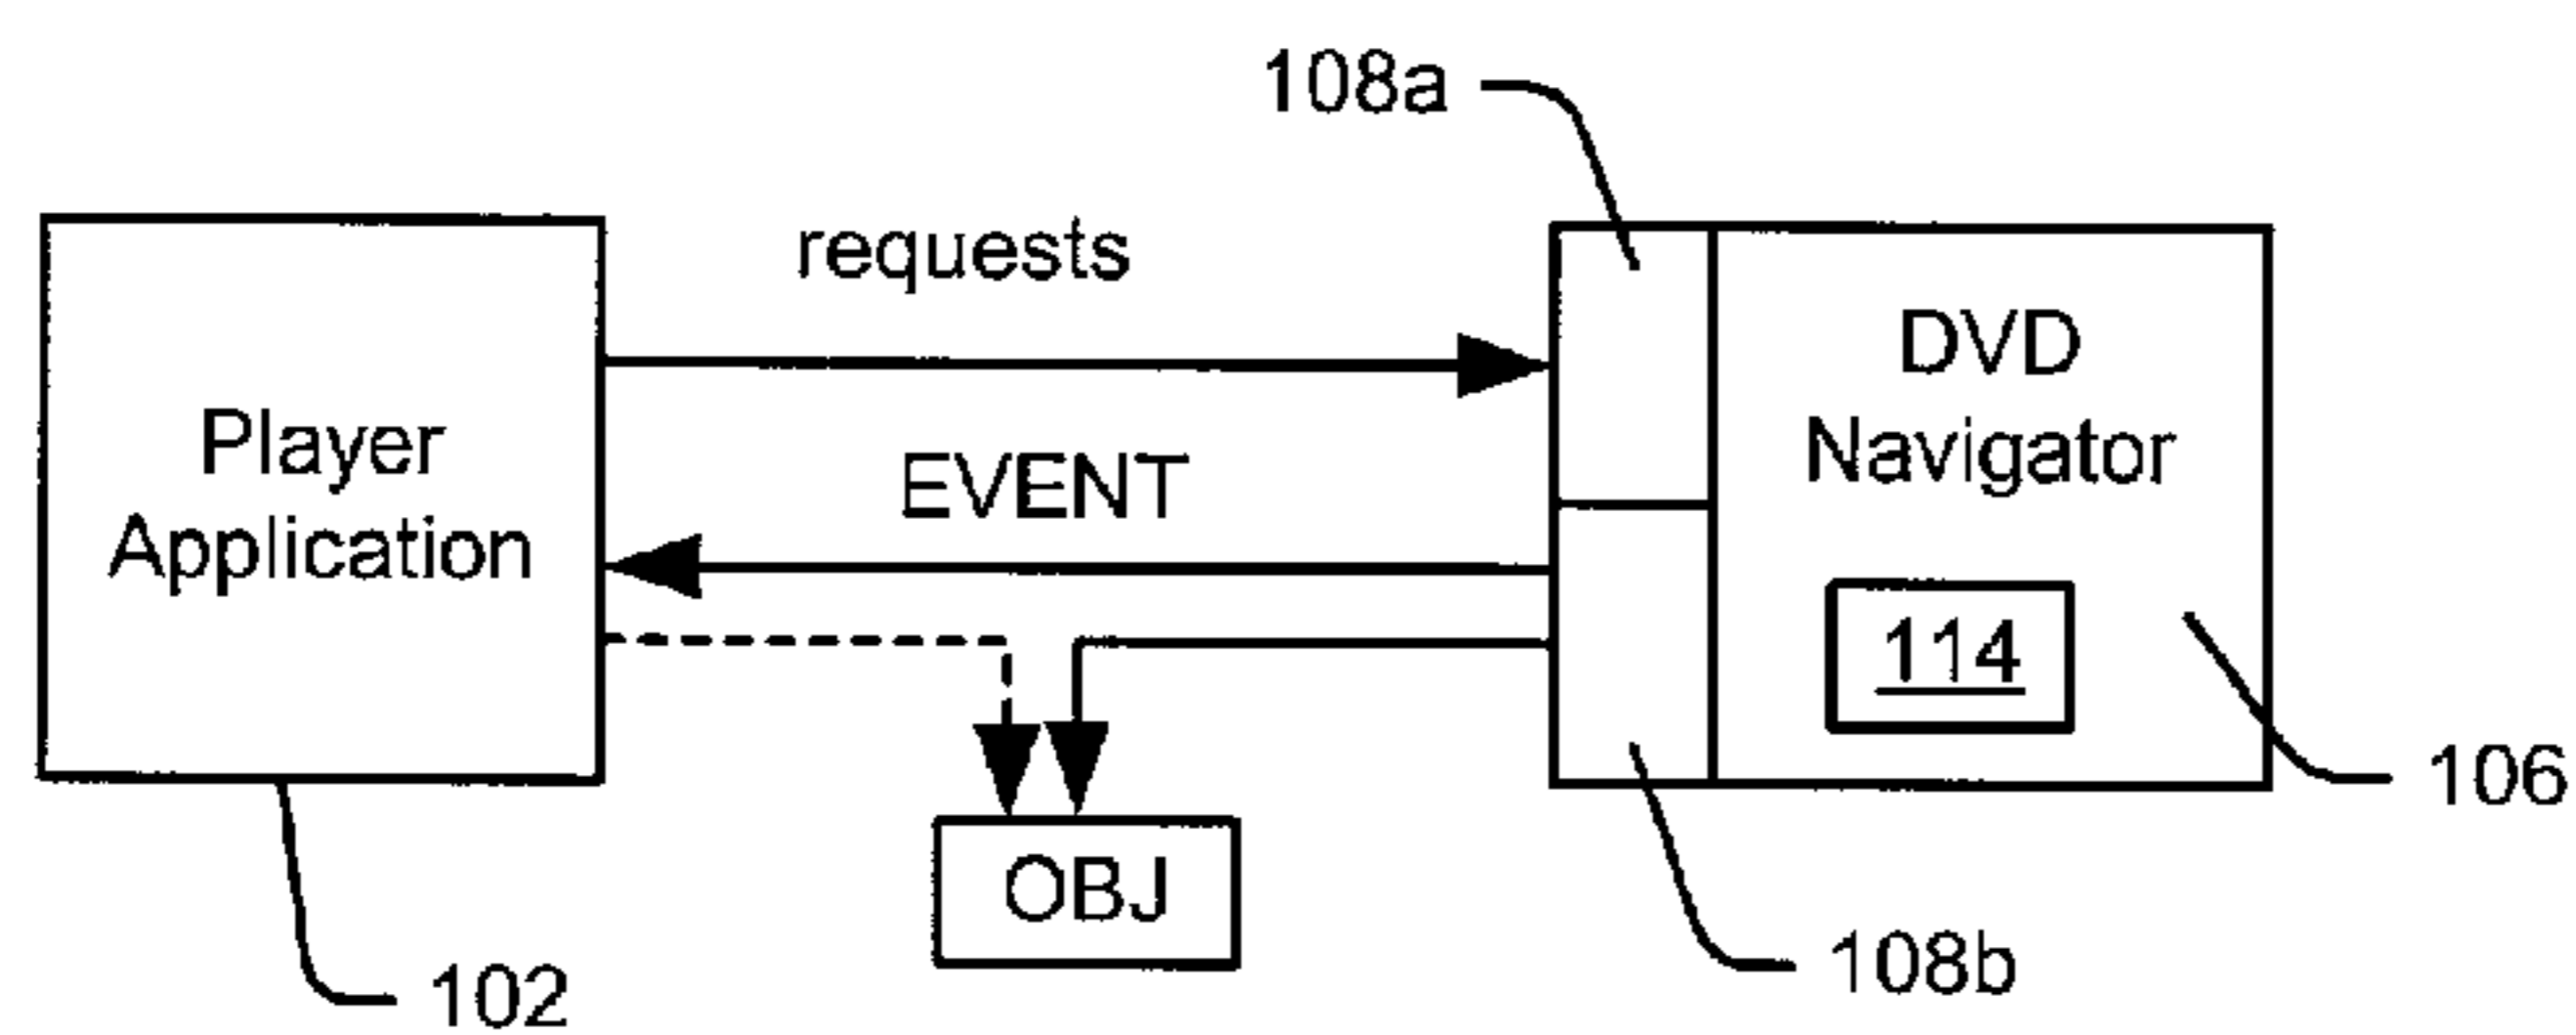 108a
requests
DVD
Navigator
Player
Application
EVENT
114
106
OBJ
108b
102